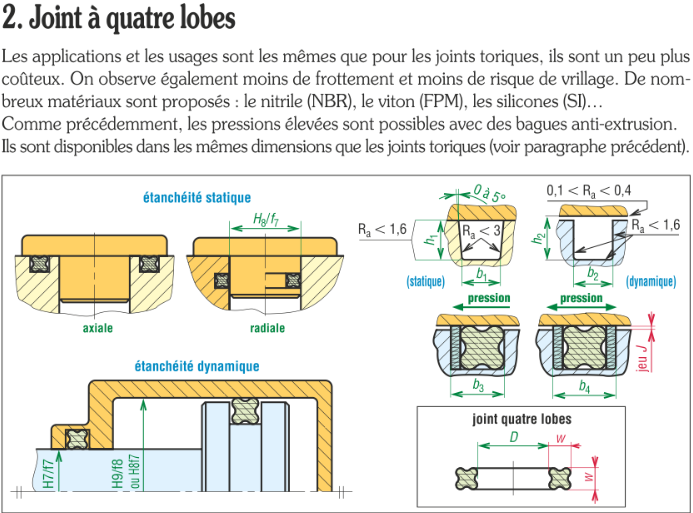 2. Joint à quatre lobes
Les applications et les usages sont les mêmes que pour les joints toriques, ils sont un peu plus
coûteux. On observe également moins de frottement et moins de risque de vrillage. De nom-
breux matériaux sont proposés : le nitrile (NBR), le viton (FPM), les silicones (SI)...
Comme précédemment, les pressions élevées sont possibles avec des bagues anti-extrusion.
Ils sont disponibles dans les mêmes dimensions que les joints toriques (voir paragraphe précédent).
étanchéité statique
H8/f7
axiale
radiale
0 à 5°
Ra < 1,6
h1
Ra < 3
b1
(statique)
0,1 < Ra < 0,4
h2
Ra < 1,6
b2
(dynamique)
pression
pression
b3
b4
jeu J
étanchéité dynamique
H7/f7
H9/f8
ou H8f7
joint quatre lobes
D
w
w